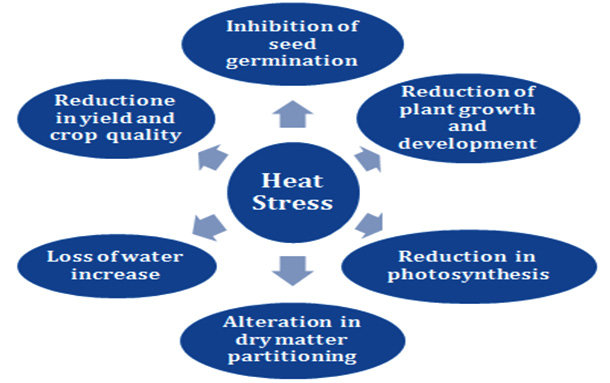 Inhibition of
seed
germination
Reduction of
plant growth
and
development
Reduction in
photosynthesis
Alteration in
dry matter
partitioning
Loss of water
increase
Reductione
in yield and
crop quality
Heat
Stress